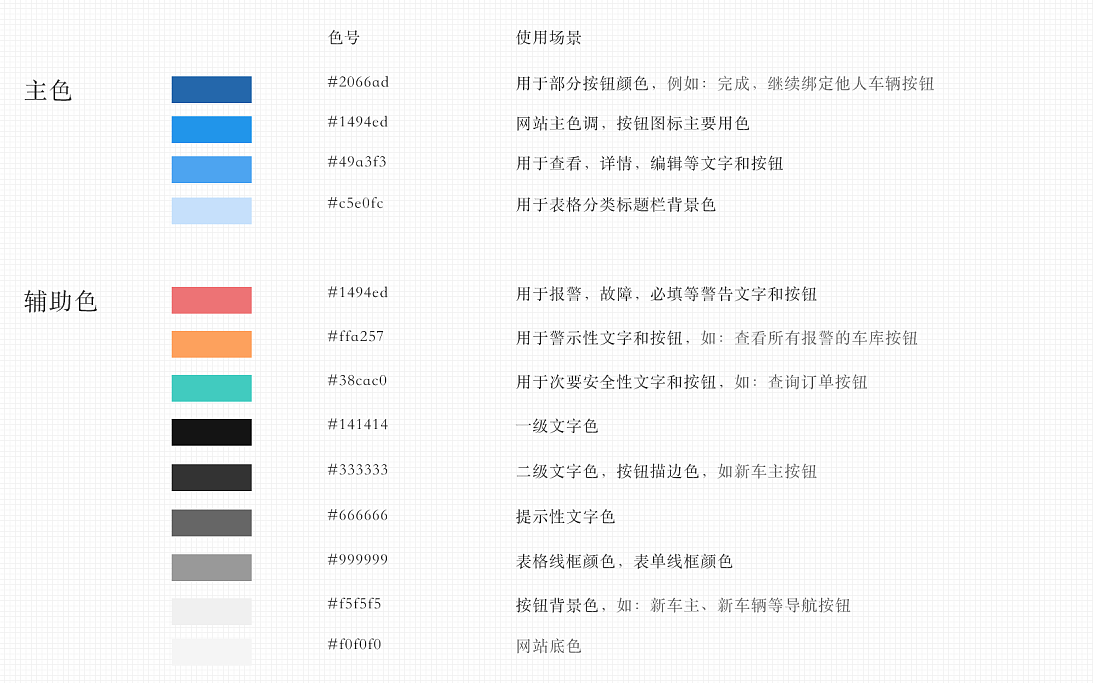 色号 使用场景
主色
#2066ad 用于部分按钮颜色，例如：完成，继续绑定他人车辆按钮
#1494ed 网站主色调，按钮图标主要用色
#49a3f3 用于查看，详情，编辑等文字和按钮
#c5e0fc 用于表格分类标题栏背景色
辅助色
#1494ed 用于报警，故障，必填等警告文字和按钮
#ffa257 用于警示性文字和按钮，如：查看所有报警的车库按钮
#38cac0 用于次要安全性文字和按钮，如：查询订单按钮
#141414 一级文字色
#333333 二级文字色，按钮描边色，如新车主按钮
#666666 提示性文字色
#999999 表格线框颜色，表单线框颜色
#f5f5f5 按钮背景色，如：新车主、新车辆等导航按钮
#f0f0f0 网站底色